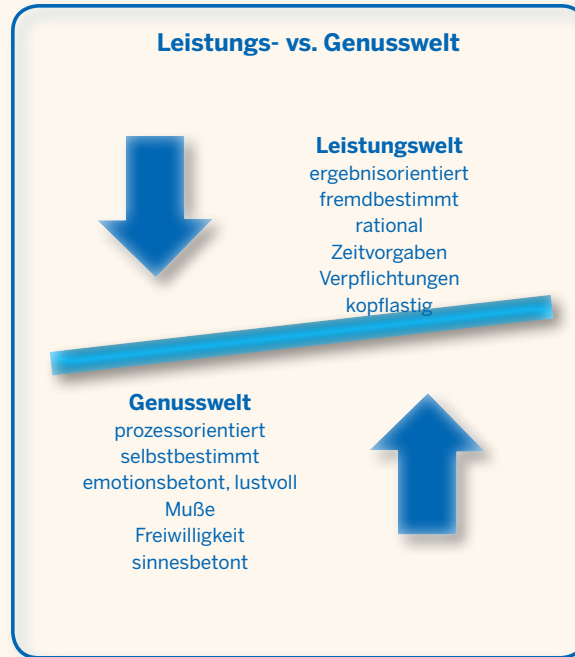 Leistungs- vs. Genusswelt
Leistungswelt
ergebnisorientiert
fremdbestimmt
rational
Zeitvorgaben
Verpflichtungen
kopflastig
Genusswelt
prozessorientiert
selbstbestimmt
emotionsbetont, lustvoll
Muße
Freiwilligkeit
sinnesbetont